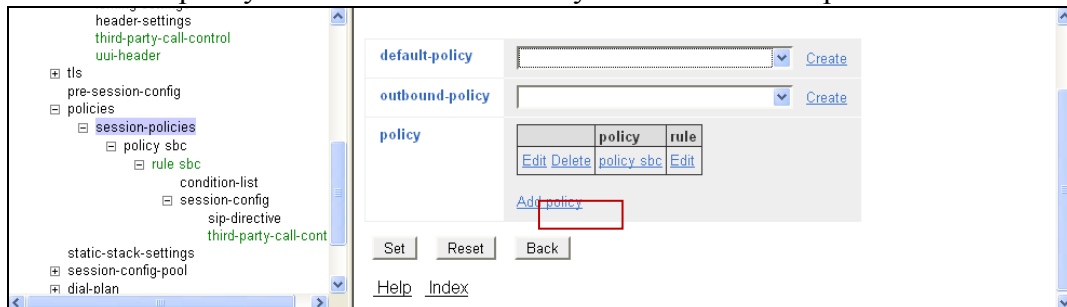 header-settings
third-party-call-control
uui-header
tls
pre-session-config
policies
session-policies
policy sbc
rule sbc
condition-list
session-config
sip-directive
third-party-call-cont
static-stack-settings
session-config-pool
dial-plan
default-policy Create
outbound-policy Create
policy policy rule
Edit Delete policy sbc Edit
Add policy
Set Reset Back
Help Index